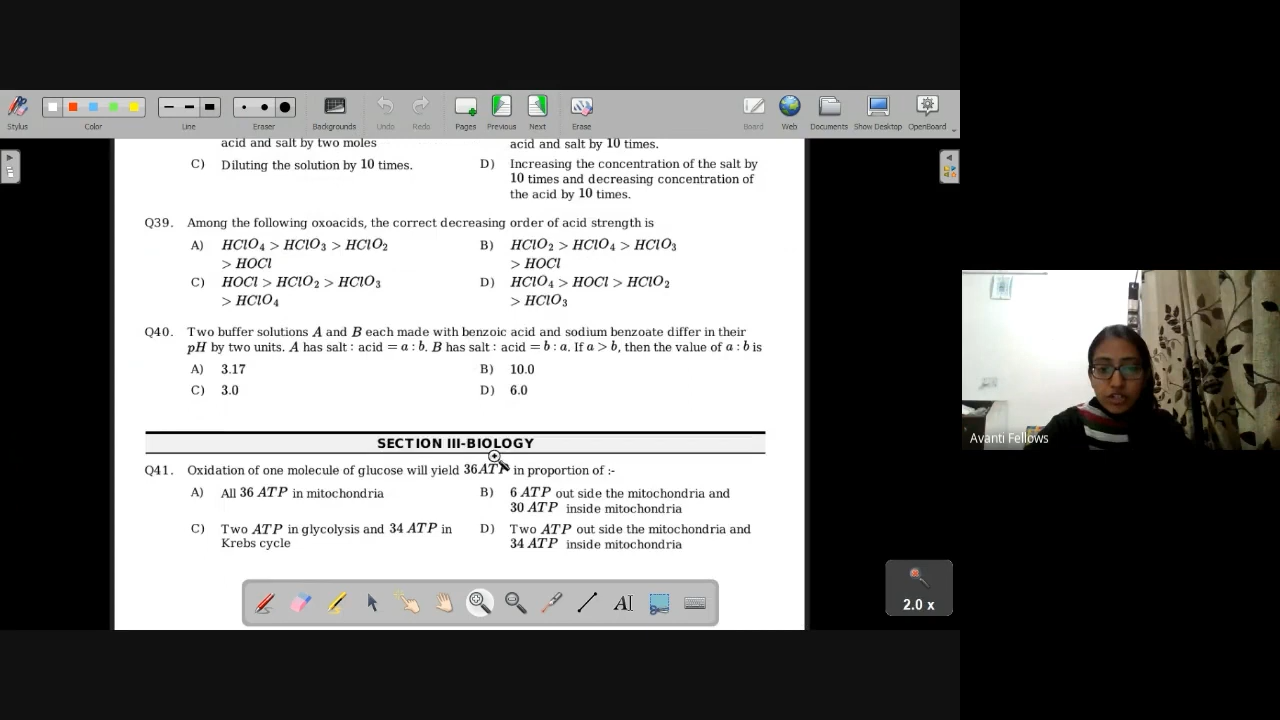 Stylus
Color
Line
Eraser
Backgrounds
Undo
Redo
Pages
Previous
Next
Erase
Board
Web
Documents
Show Desktop
OpenBoard
acid and salt by two moles
acid and salt by 10 times.
C) Diluting the solution by 10 times.
D) Increasing the concentration of the salt by
10 times and decreasing concentration of
the acid by 10 times.
Q39. Among the following oxoacids, the correct decreasing order of acid strength is
A) HClO4 > HClO3 > HClO2
> HOCl
B) HClO2 > HClO4 > HClO3
> HOCl
C) HOCl > HClO2 > HClO3
> HClO4
D) HClO4 > HOCl > HClO2
> HClO3
Q40. Two buffer solutions A and B each made with benzoic acid and sodium benzoate differ in their
pH by two units. A has salt : acid = a : b. B has salt : acid = b : a. If a > b, then the value of a : b is
A) 3.17
B) 10.0
C) 3.0
D) 6.0
SECTION III-BIOLOGY
Q41. Oxidation of one molecule of glucose will yield 36ATP in proportion of :-
A) All 36 ATP in mitochondria
B) 6 ATP out side the mitochondria and
30 ATP inside mitochondria
C) Two ATP in glycolysis and 34 ATP in
Krebs cycle
D) Two ATP out side the mitochondria and
34 ATP inside mitochondria
AI
2.0 x
Avanti Fellows